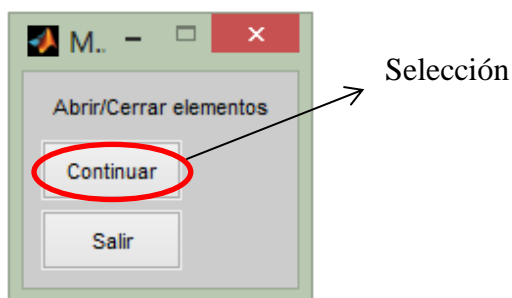 M..
Selección
Abrir/Cerrar elementos
Continuar
Salir